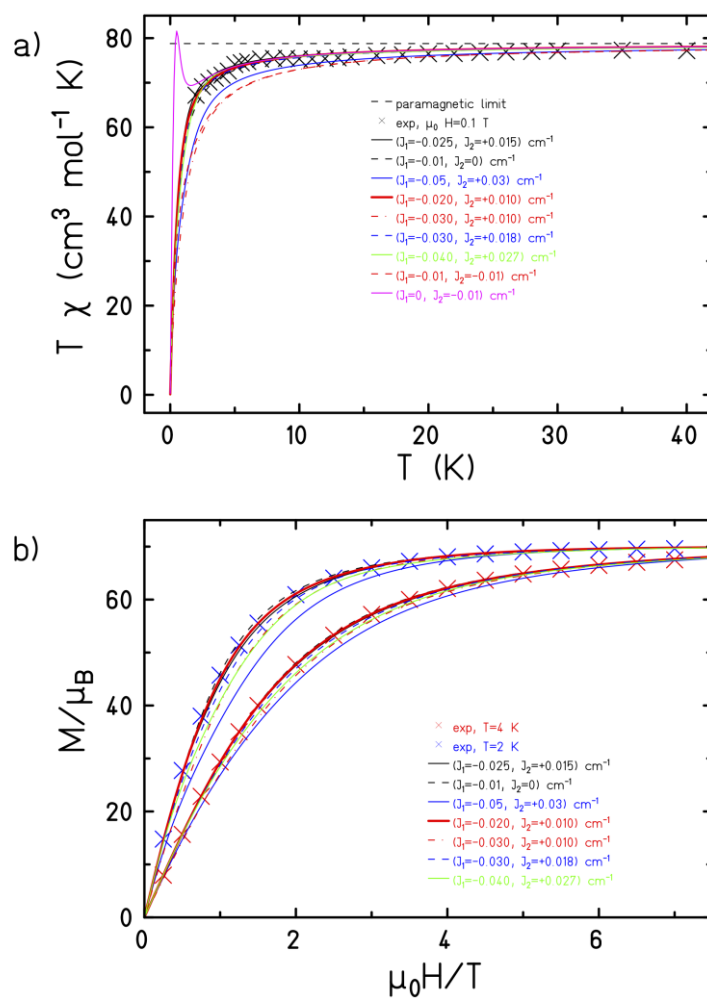 a)
80
60
40
20
0
T χ (cm³ mol⁻¹ K)
paramagnetic limit
exp, μ₀ H=0.1 T
(J₁=-0.025, J₂=+0.015) cm⁻¹
(J₁=-0.01, J₂=0) cm⁻¹
(J₁=-0.05, J₂=+0.03) cm⁻¹
(J₁=-0.020, J₂=+0.010) cm⁻¹
(J₁=-0.030, J₂=+0.010) cm⁻¹
(J₁=-0.030, J₂=+0.018) cm⁻¹
(J₁=-0.040, J₂=+0.027) cm⁻¹
(J₁=-0.01, J₂=-0.01) cm⁻¹
(J₁=0, J₂=-0.01) cm⁻¹
0 10 20 30 40
T (K)
b)
60
40
20
0
M/μ_B
exp, T=4 K
exp, T=2 K
(J₁=-0.025, J₂=+0.015) cm⁻¹
(J₁=-0.01, J₂=0) cm⁻¹
(J₁=-0.05, J₂=+0.03) cm⁻¹
(J₁=-0.020, J₂=+0.010) cm⁻¹
(J₁=-0.030, J₂=+0.010) cm⁻¹
(J₁=-0.030, J₂=+0.018) cm⁻¹
(J₁=-0.040, J₂=+0.027) cm⁻¹
0 2 4 6
μ₀H/T